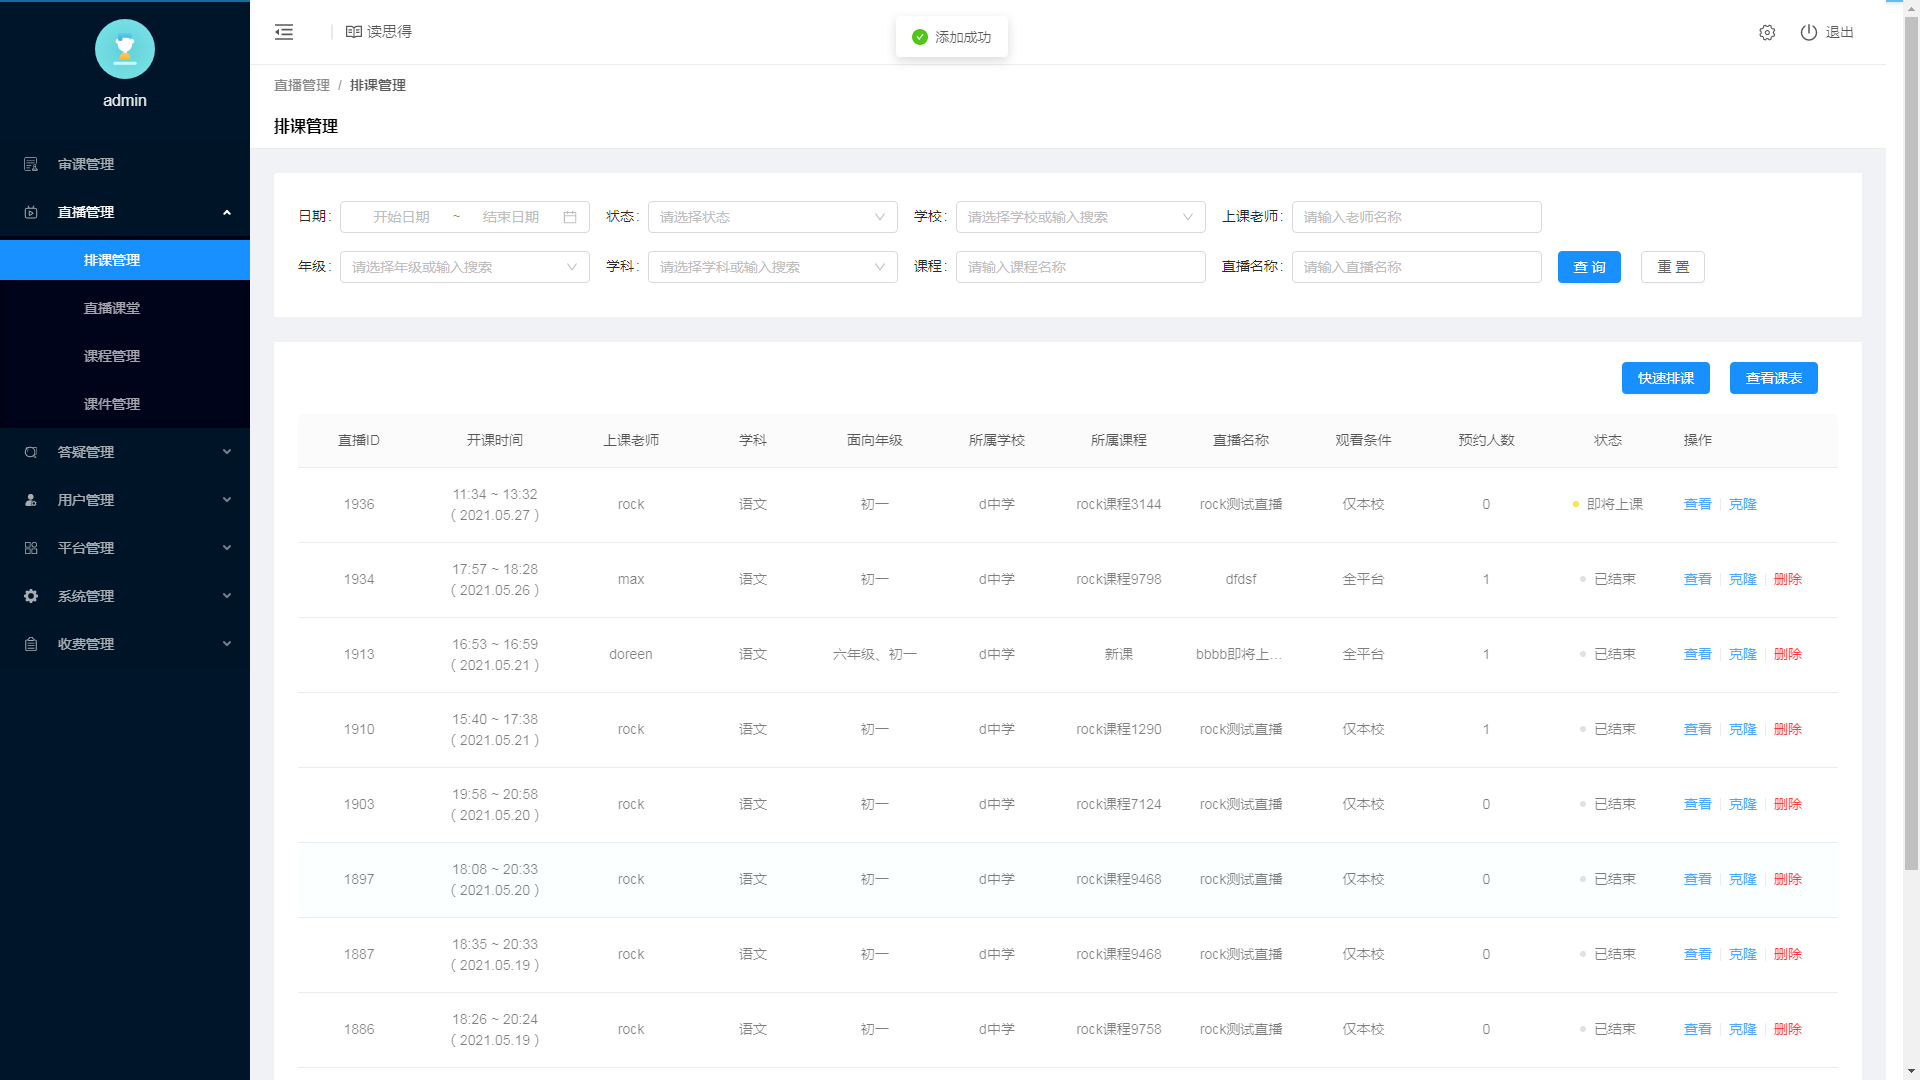 读思得
添加成功
退出
admin
直播管理 / 排课管理
排课管理
审课管理
直播管理
排课管理
直播课堂
课程管理
课件管理
答疑管理
用户管理
平台管理
系统管理
收费管理
日期: 开始日期 ~ 结束日期 状态: 请选择状态 学校: 请选择学校或输入搜索 上课老师: 请输入老师名称
年级: 请选择年级或输入搜索 学科: 请选择学科或输入搜索 课程: 请输入课程名称 直播名称: 请输入直播名称 查 询 重 置
快速排课 查看课表
直播ID 开课时间 上课老师 学科 面向年级 所属学校 所属课程 直播名称 观看条件 预约人数 状态 操作
1936 11:34 ~ 13:32 ( 2021.05.27 ) rock 语文 初一 d中学 rock课程3144 rock测试直播 仅本校 0 即将上课 查看 克隆
1934 17:57 ~ 18:28 ( 2021.05.26 ) max 语文 初一 d中学 rock课程9798 dfdsf 全平台 1 已结束 查看 克隆 删除
1913 16:53 ~ 16:59 ( 2021.05.21 ) doreen 语文 六年级、初一 d中学 新课 bbbb即将上... 全平台 1 已结束 查看 克隆 删除
1910 15:40 ~ 17:38 ( 2021.05.21 ) rock 语文 初一 d中学 rock课程1290 rock测试直播 仅本校 1 已结束 查看 克隆 删除
1903 19:58 ~ 20:58 ( 2021.05.20 ) rock 语文 初一 d中学 rock课程7124 rock测试直播 仅本校 0 已结束 查看 克隆 删除
1897 18:08 ~ 20:33 ( 2021.05.20 ) rock 语文 初一 d中学 rock课程9468 rock测试直播 仅本校 0 已结束 查看 克隆 删除
1887 18:35 ~ 20:33 ( 2021.05.19 ) rock 语文 初一 d中学 rock课程9468 rock测试直播 仅本校 0 已结束 查看 克隆 删除
1886 18:26 ~ 20:24 ( 2021.05.19 ) rock 语文 初一 d中学 rock课程9758 rock测试直播 仅本校 0 已结束 查看 克隆 删除